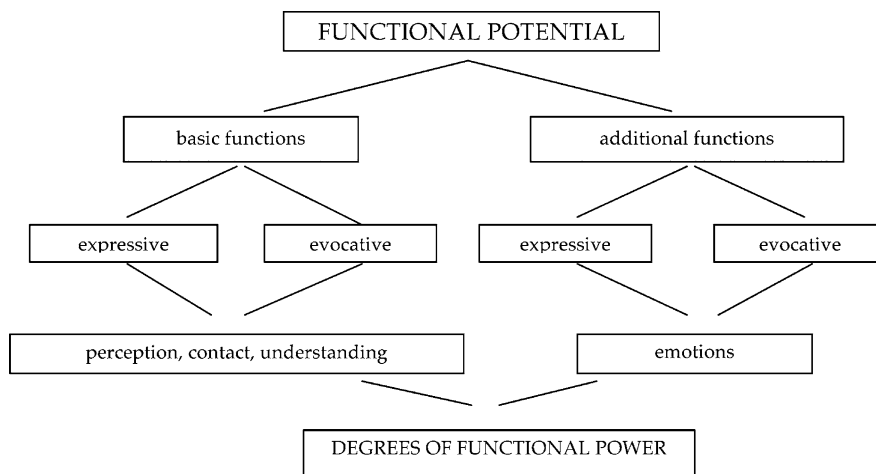 FUNCTIONAL POTENTIAL
basic functions
additional functions
expressive
evocative
expressive
evocative
perception, contact, understanding
emotions
DEGREES OF FUNCTIONAL POWER